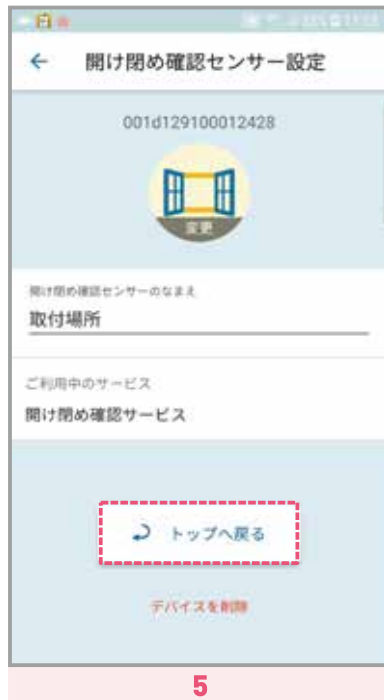 開け閉め確認センサー設定
001d129100012428
変更
開け閉め確認センサーのなまえ
取付場所
ご利用中のサービス
開け閉め確認サービス
トップへ戻る
デバイスを削除
5